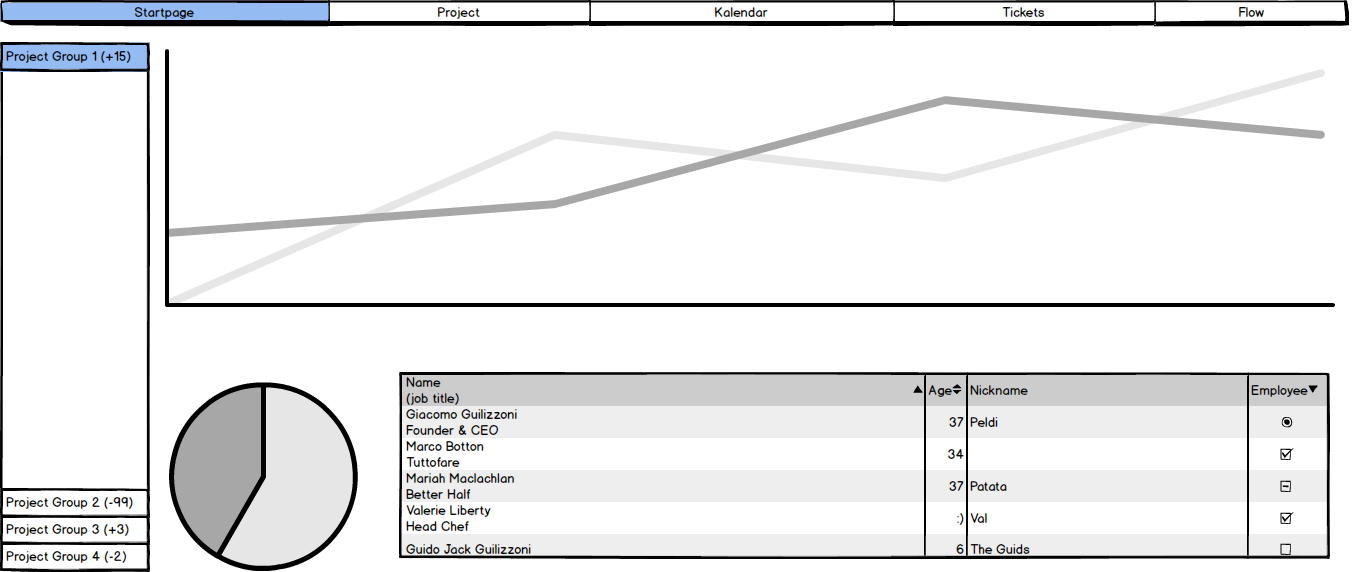 Startpage Project Kalendar Tickets Flow
Project Group 1 (+15)
Project Group 2 (-99)
Project Group 3 (+3)
Project Group 4 (-2)
Name
(job title) Age Nickname Employee
Giacomo Guilizzoni
Founder & CEO 37 Peldi
Marco Botton
Tuttofare 34
Mariah Maclachlan
Better Half 37 Patata
Valerie Liberty
Head Chef :) Val
Guido Jack Guilizzoni 6 The Guids